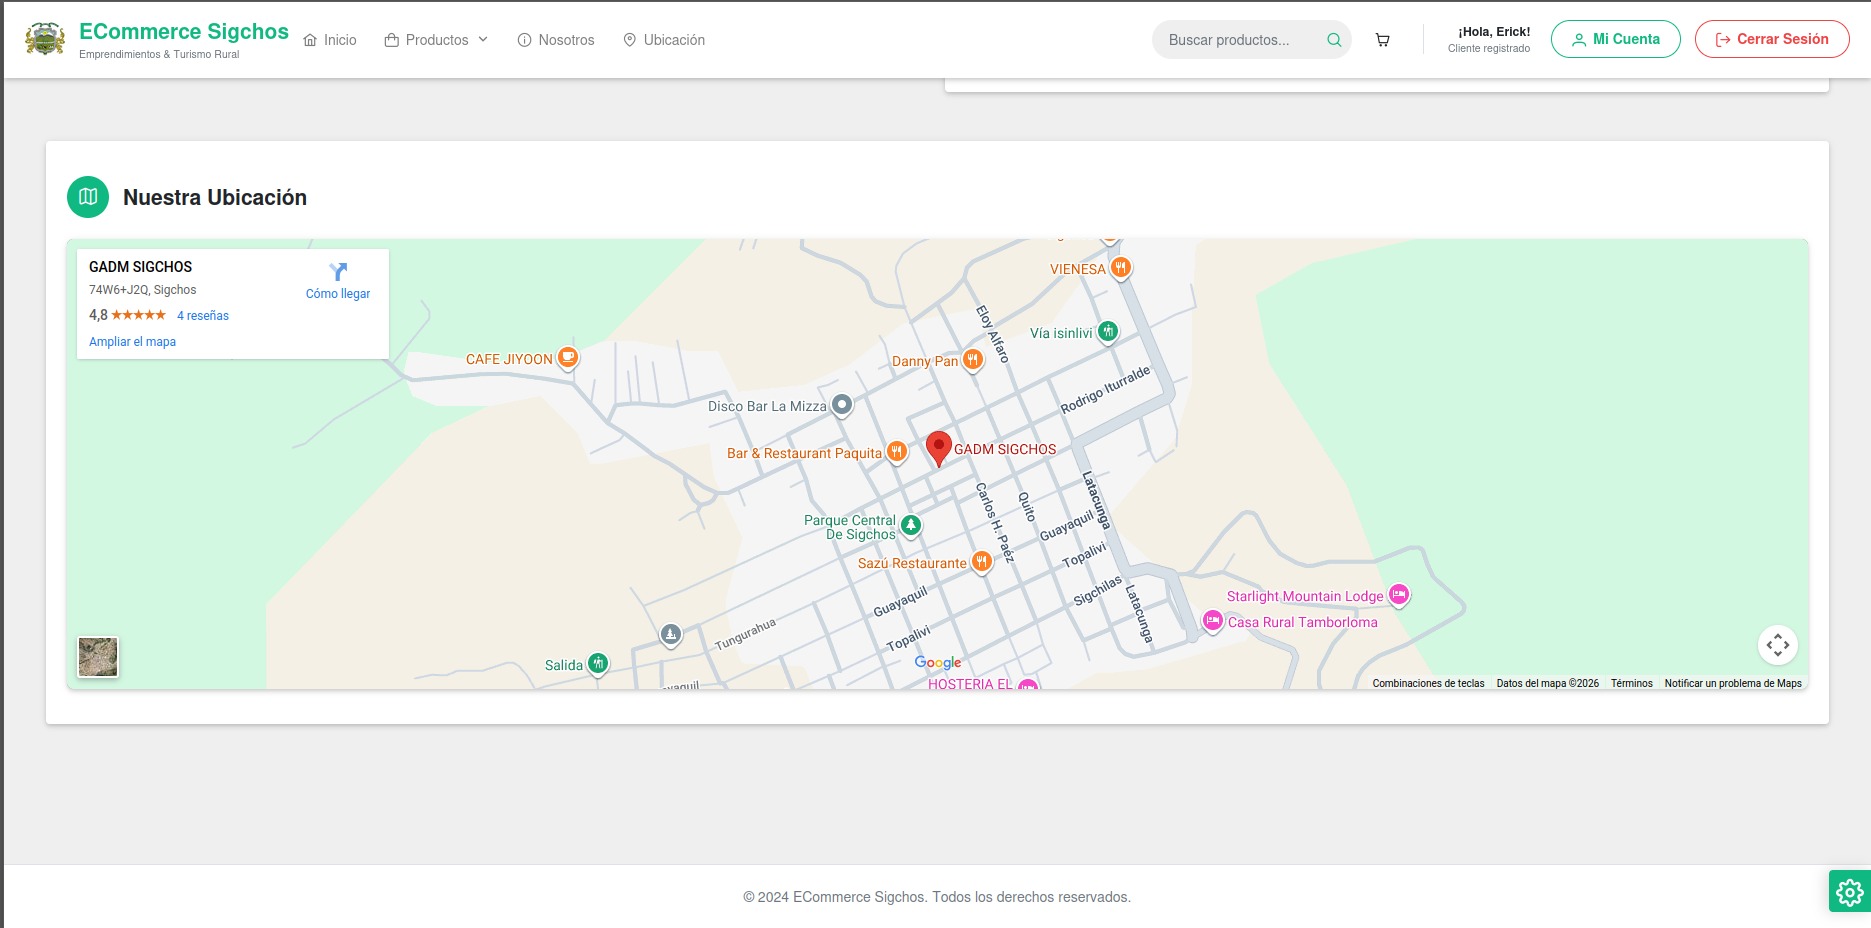 ECommerce Sigchos
Emprendimientos & Turismo Rural
Inicio
Productos
Nosotros
Ubicación
Buscar productos...
¡Hola, Erick!
Cliente registrado
Mi Cuenta
Cerrar Sesión
Nuestra Ubicación
GADM SIGCHOS
74W6+J2Q, Sigchos
4,8
4 reseñas
Ampliar el mapa
Cómo llegar
VIENESA
Eloy Alfaro
Vía isinlivi
CAFE JIYOON
Danny Pan
Rodrigo Iturralde
Disco Bar La Mizza
Bar & Restaurant Paquita
GADM SIGCHOS
Latacunga
Carlos H. Paéz
Quito
Parque Central
De Sigchos
Guayaquil
Topalivi
Sazú Restaurante
Sigchilas
Guayaquil
Latacunga
Starlight Mountain Lodge
Casa Rural Tamborloma
Tungurahua
Topalivi
Salida
Google
HOSTERIA EL
Combinaciones de teclas
Datos del mapa ©2026
Términos
Notificar un problema de Maps
© 2024 ECommerce Sigchos. Todos los derechos reservados.